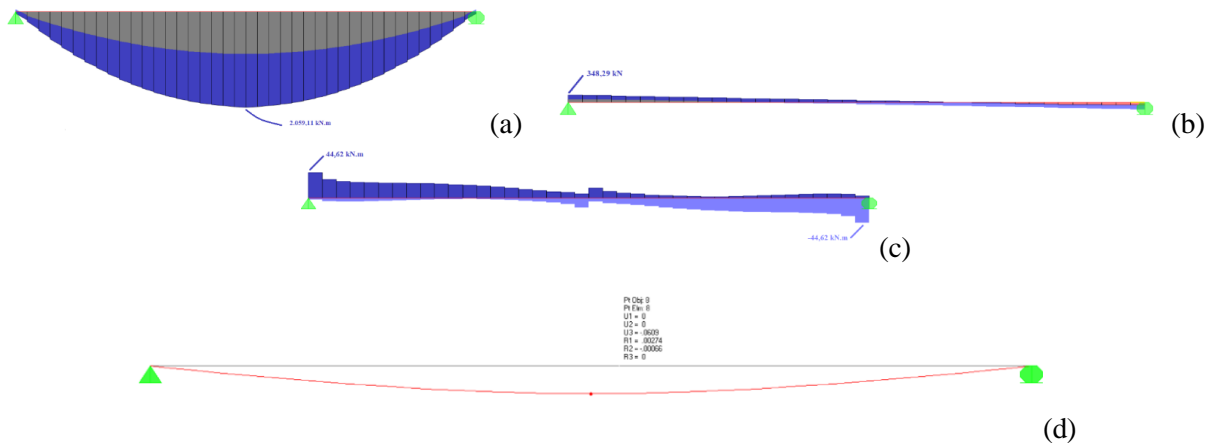 2.059,11 kN.m
(a)
348,29 kN
(b)
44,62 kN.m
-44,62 kN.m
(c)
Pt Obj: 8
Pt Elm: 8
U1 = 0
U2 = 0
U3 = -.0609
R1 = .00274
R2 = -.00066
R3 = 0
(d)